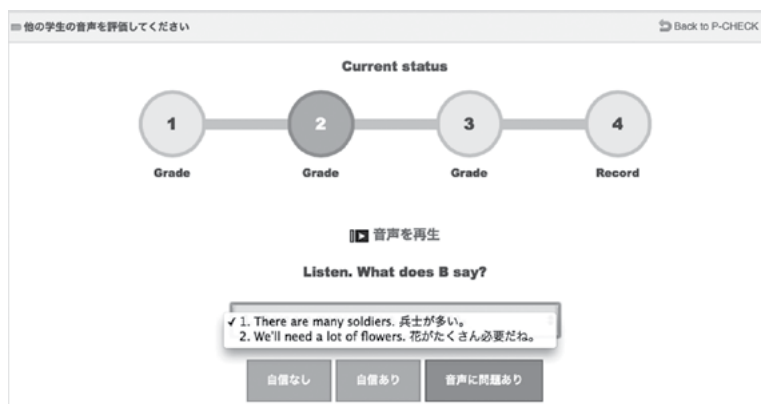 他の学生の音声を評価してください
Back to P-CHECK
Current status
1 2 3 4
Grade Grade Grade Record
音声を再生
Listen. What does B say?
✓ 1. There are many soldiers. 兵士が多い。
2. We'll need a lot of flowers. 花がたくさん必要だね。
自信なし 自信あり 音声に問題あり